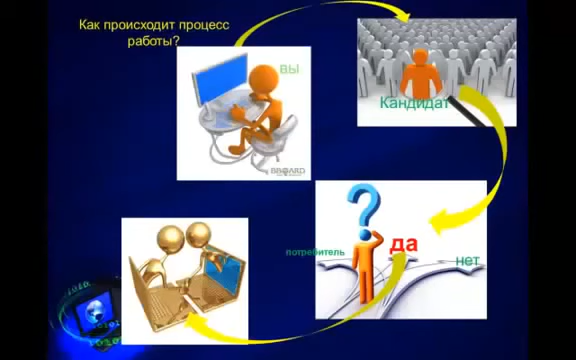 Как происходит процесс
работы?
вы
Кандидат
потребитель
да
нет